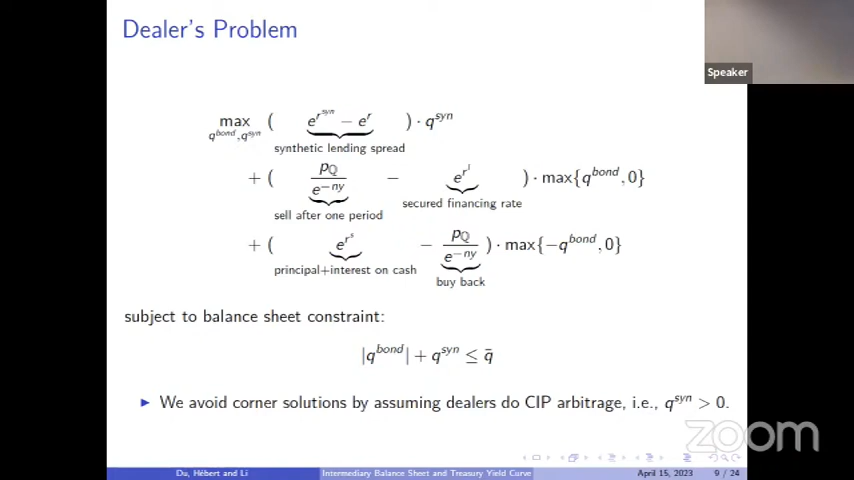 Dealer's Problem
Speaker
max ( e^{r^{syn}} − e^r ) · q^{syn}
q^{bond}, q^{syn}
synthetic lending spread
+ ( p_ℚ / e^{−ny} − e^{r^l} ) · max{q^{bond}, 0}
sell after one period secured financing rate
+ ( e^{r^s} − p_ℚ / e^{−ny} ) · max{−q^{bond}, 0}
principal+interest on cash buy back
subject to balance sheet constraint:
|q^{bond}| + q^{syn} ≤ q̄
▶ We avoid corner solutions by assuming dealers do CIP arbitrage, i.e., q^{syn} > 0.
zoom
Du, Hébert and Li Intermediary Balance Sheet and Treasury Yield Curve April 15, 2023 9 / 24